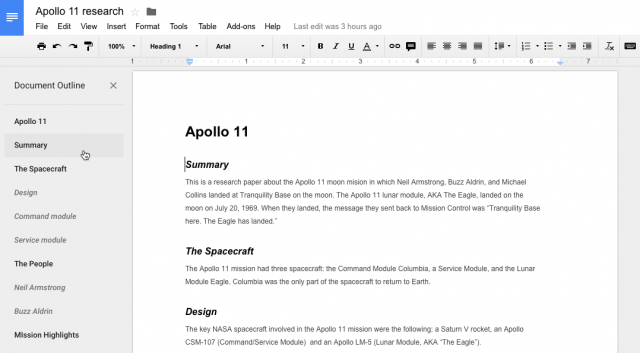 Apollo 11 research
File Edit View Insert Format Tools Table Add-ons Help Last edit was 3 hours ago
100% Heading 1 Arial 11 B I U A
1 1 2 3 4 5 6 7
Document Outline
Apollo 11
Summary
The Spacecraft
Design
Command module
Service module
The People
Neil Armstrong
Buzz Aldrin
MIssion Highlights
Apollo 11
Summary
This is a research paper about the Apollo 11 moon mision in which Neil Armstrong, Buzz Aldrin, and Michael
Collins landed at Tranquility Base on the moon. The Apollo 11 lunar module, AKA The Eagle, landed on the
moon on July 20, 1969. When they landed, the message they sent back to Mission Control was “Tranquility Base
here. The Eagle has landed.”
The Spacecraft
The Apollo 11 mission had three spacecraft: the Command Module Columbia, a Service Module, and the Lunar
Module Eagle. Columbia was the only part of the spacecraft to return to Earth.
Design
The key NASA spacecraft involved in the Apollo 11 mission were the following: a Saturn V rocket, an Apollo
CSM-107 (Command/Service Module) and an Apollo LM-5 (Lunar Module, AKA “The Eagle”).